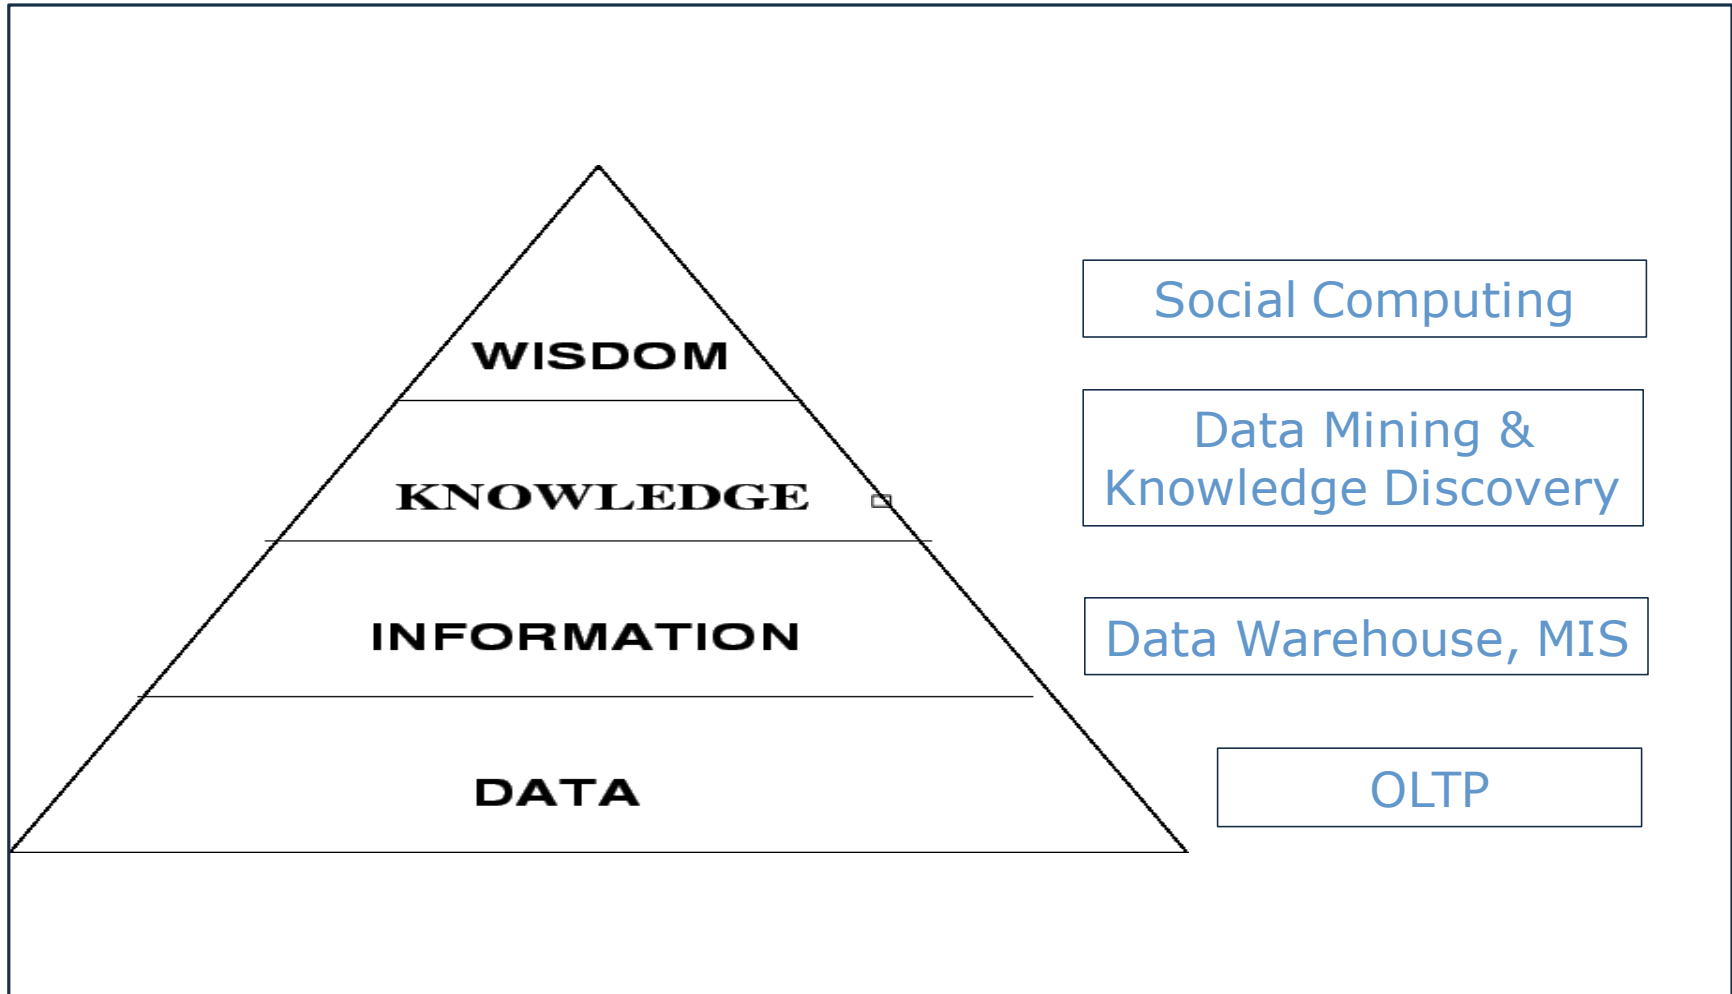 Social Computing
WISDOM
Data Mining &
Knowledge Discovery
KNOWLEDGE
INFORMATION
Data Warehouse, MIS
DATA
OLTP